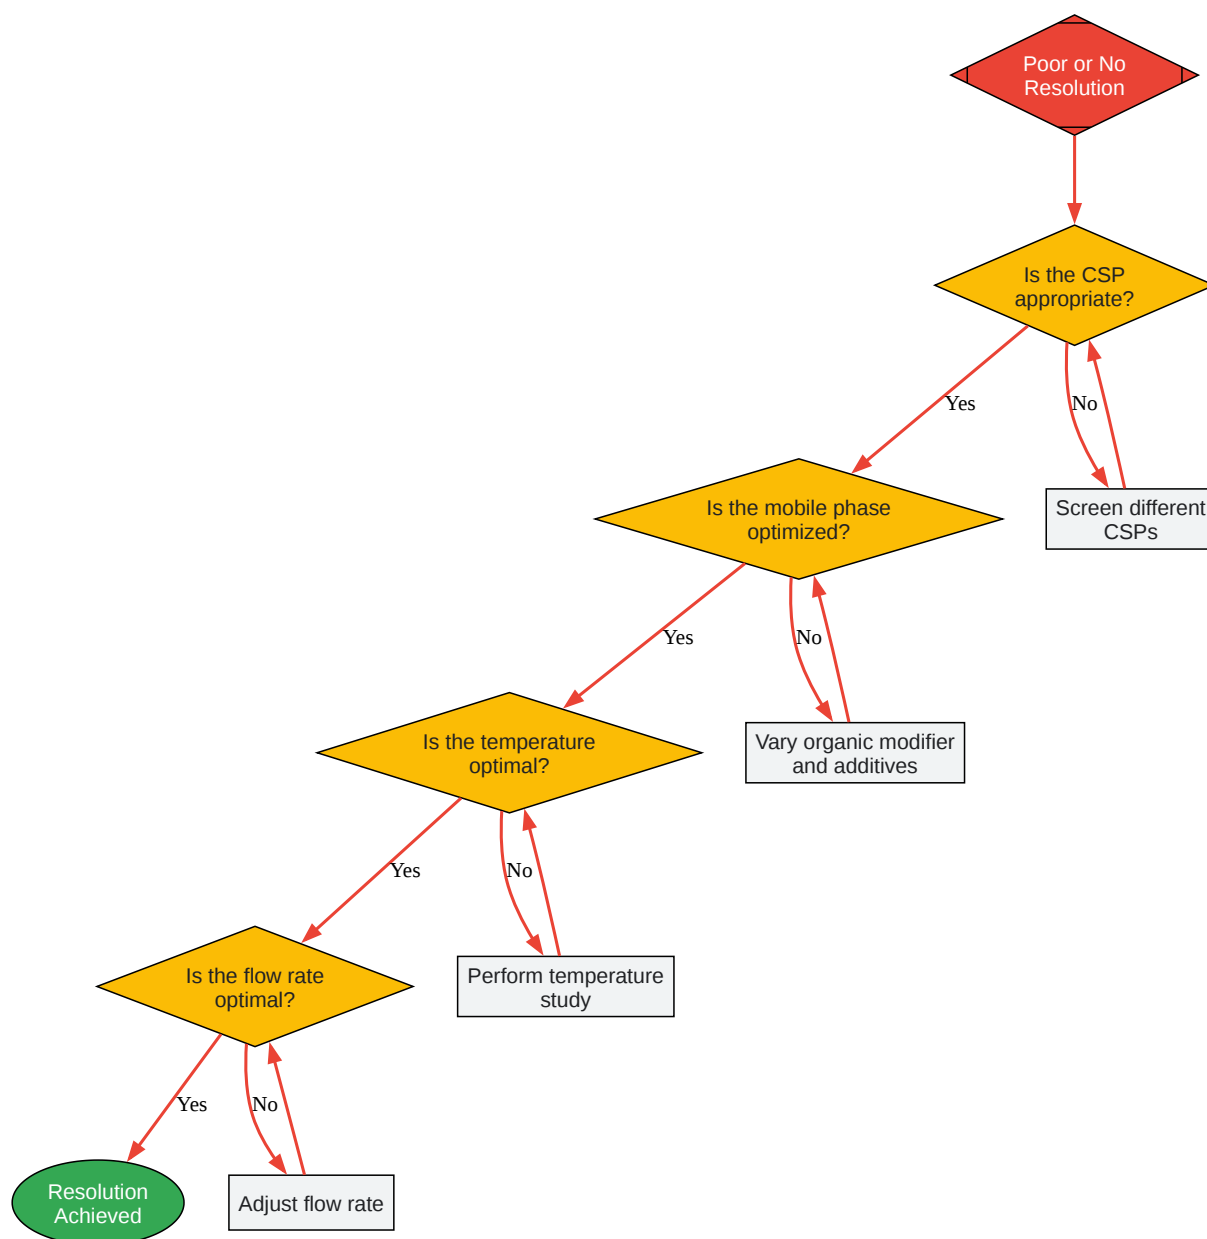 Poor or No
Resolution
Is the CSP
appropriate?
Yes
No
Is the mobile phase
optimized?
Screen different
CSPs
Yes
No
Is the temperature
optimal?
Vary organic modifier
and additives
Yes
No
Is the flow rate
optimal?
Perform temperature
study
Yes
No
Resolution
Achieved
Adjust flow rate